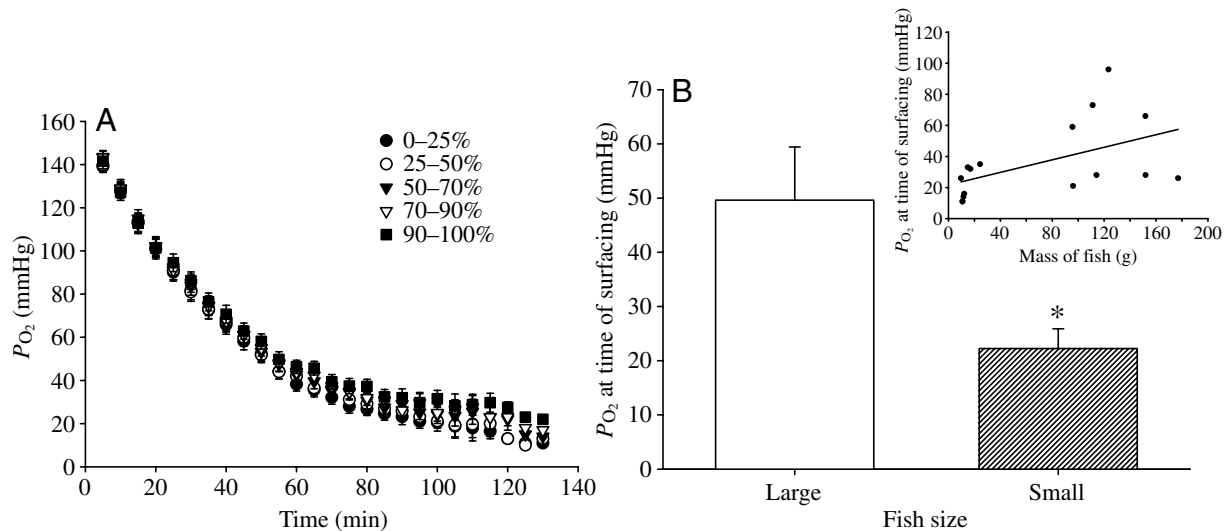 A
160
140
120
100
80
60
40
20
0
PO2 (mmHg)
0–25%
25–50%
50–70%
70–90%
90–100%
0 20 40 60 80 100 120 140
Time (min)
B
70
60
50
40
30
20
10
0
PO2 at time of surfacing (mmHg)
*
Large Small
Fish size
120
100
80
60
40
20
0
PO2 at time of surfacing (mmHg)
0 40 80 120 160 200
Mass of fish (g)